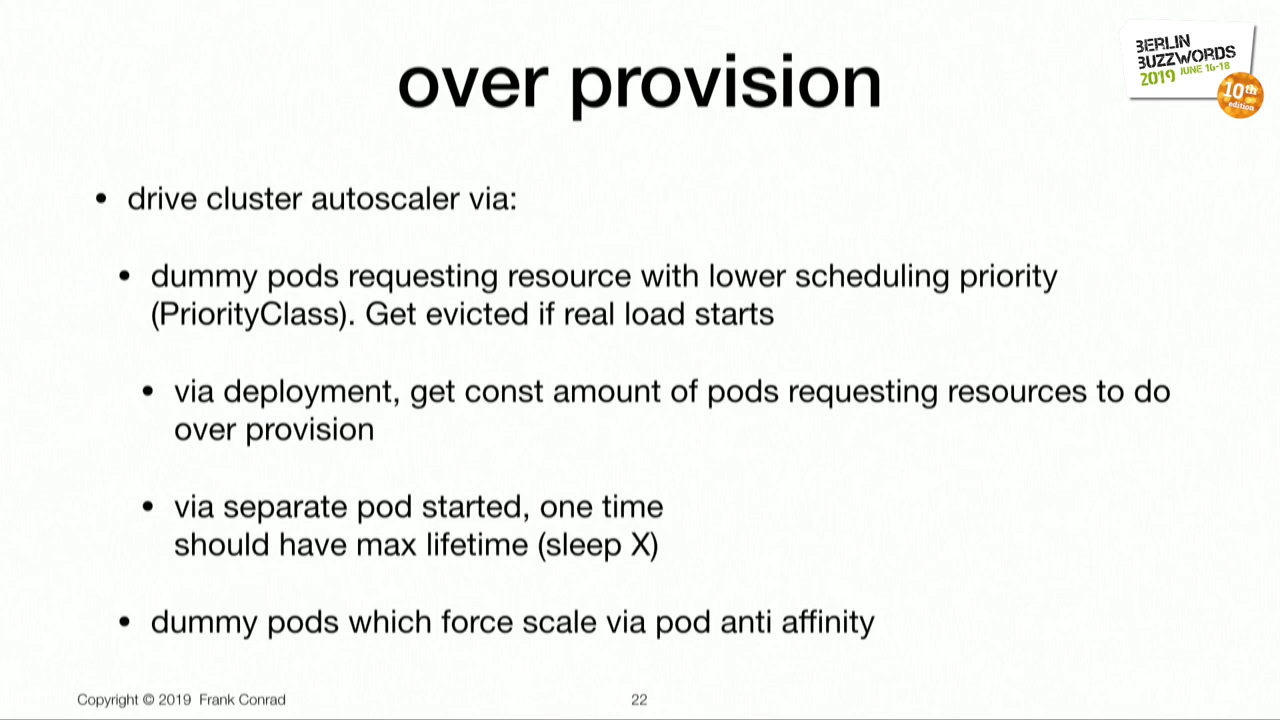 over provision
BERLIN
BUZZWORDS
2019 JUNE 16-18
10th
edition
• drive cluster autoscaler via:
• dummy pods requesting resource with lower scheduling priority
(PriorityClass). Get evicted if real load starts
• via deployment, get const amount of pods requesting resources to do
over provision
• via separate pod started, one time
should have max lifetime (sleep X)
• dummy pods which force scale via pod anti affinity
Copyright © 2019 Frank Conrad
22